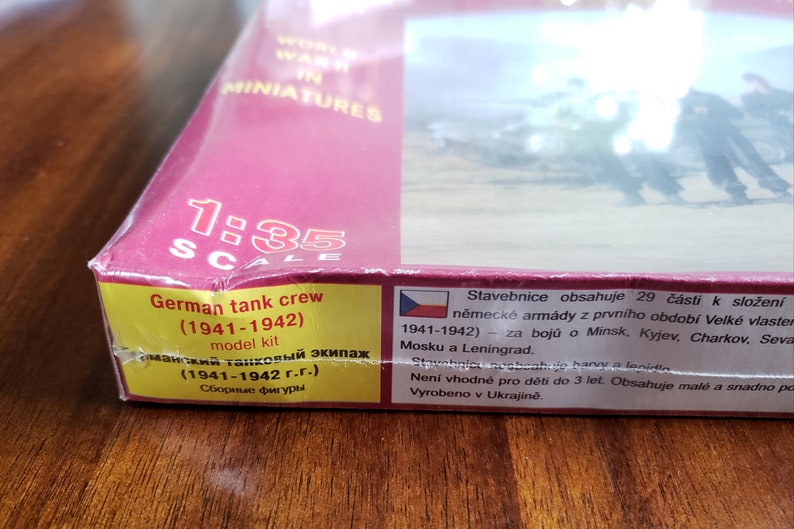 WORLD
WAR II
IN
MINIATURES
1:35
SCALE
German tank crew
(1941-1942)
model kit
рманский танковый экипаж
(1941-1942 г.г.)
Сборные фигуры
Stavebnice obsahuje 29 části k složení
německé armády z prvního období Velké vlasten
1941-1942) – za bojů o Minsk, Kyjev, Charkov, Seva
Mosku a Leningrad.
Stavebnice neobsahuje barvy a lepidlo.
Není vhodné pro děti do 3 let. Obsahuje malé a snadno po
Vyrobeno v Ukrajině.